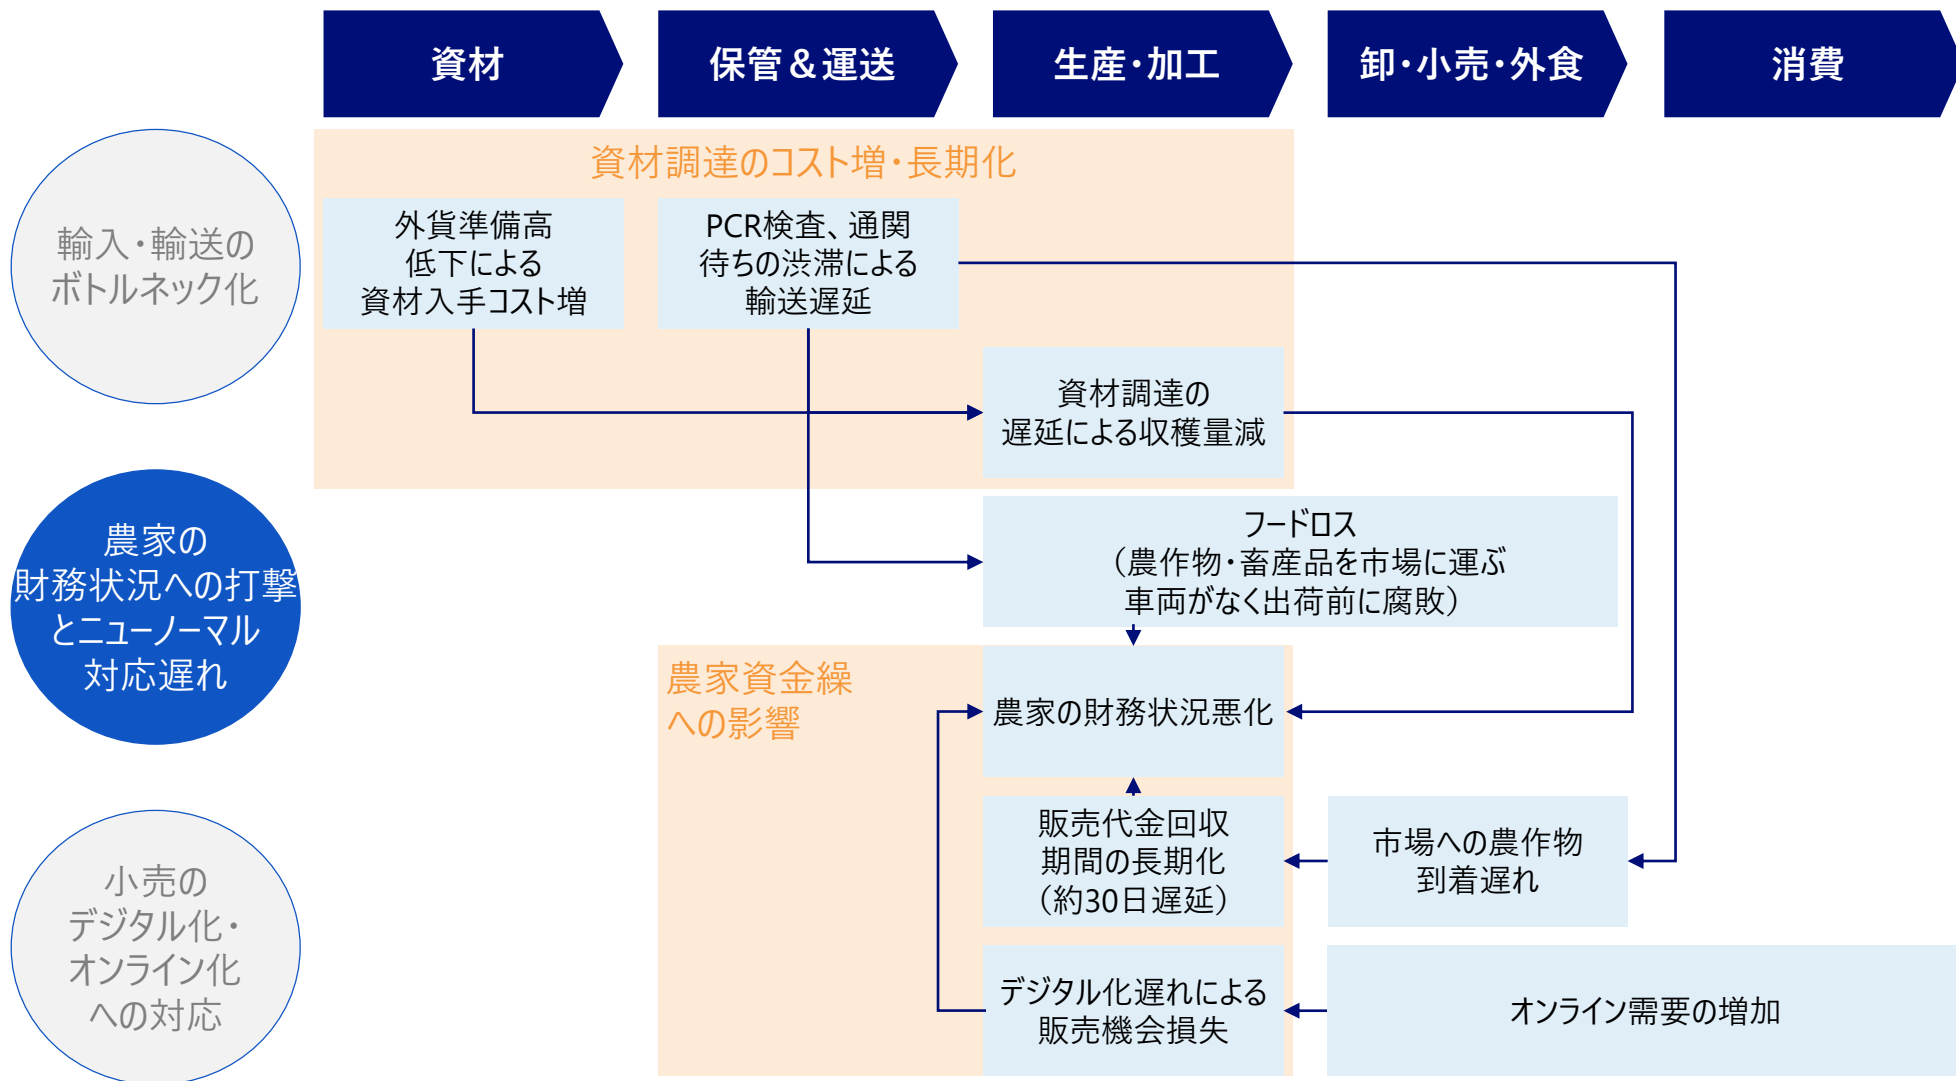 資材
保管＆運送
生産・加工
卸・小売・外食
消費
輸入・輸送の
ボトルネック化
資材調達のコスト増・長期化
外貨準備高
低下による
資材入手コスト増
PCR検査、通関
待ちの渋滞による
輸送遅延
資材調達の
遅延による収穫量減
農家の
財務状況への打撃
とニューノーマル
対応遅れ
フードロス
（農作物・畜産品を市場に運ぶ
車両がなく出荷前に腐敗）
農家資金繰
への影響
農家の財務状況悪化
販売代金回収
期間の長期化
（約30日遅延）
市場への農作物
到着遅れ
小売の
デジタル化・
オンライン化
への対応
デジタル化遅れによる
販売機会損失
オンライン需要の増加